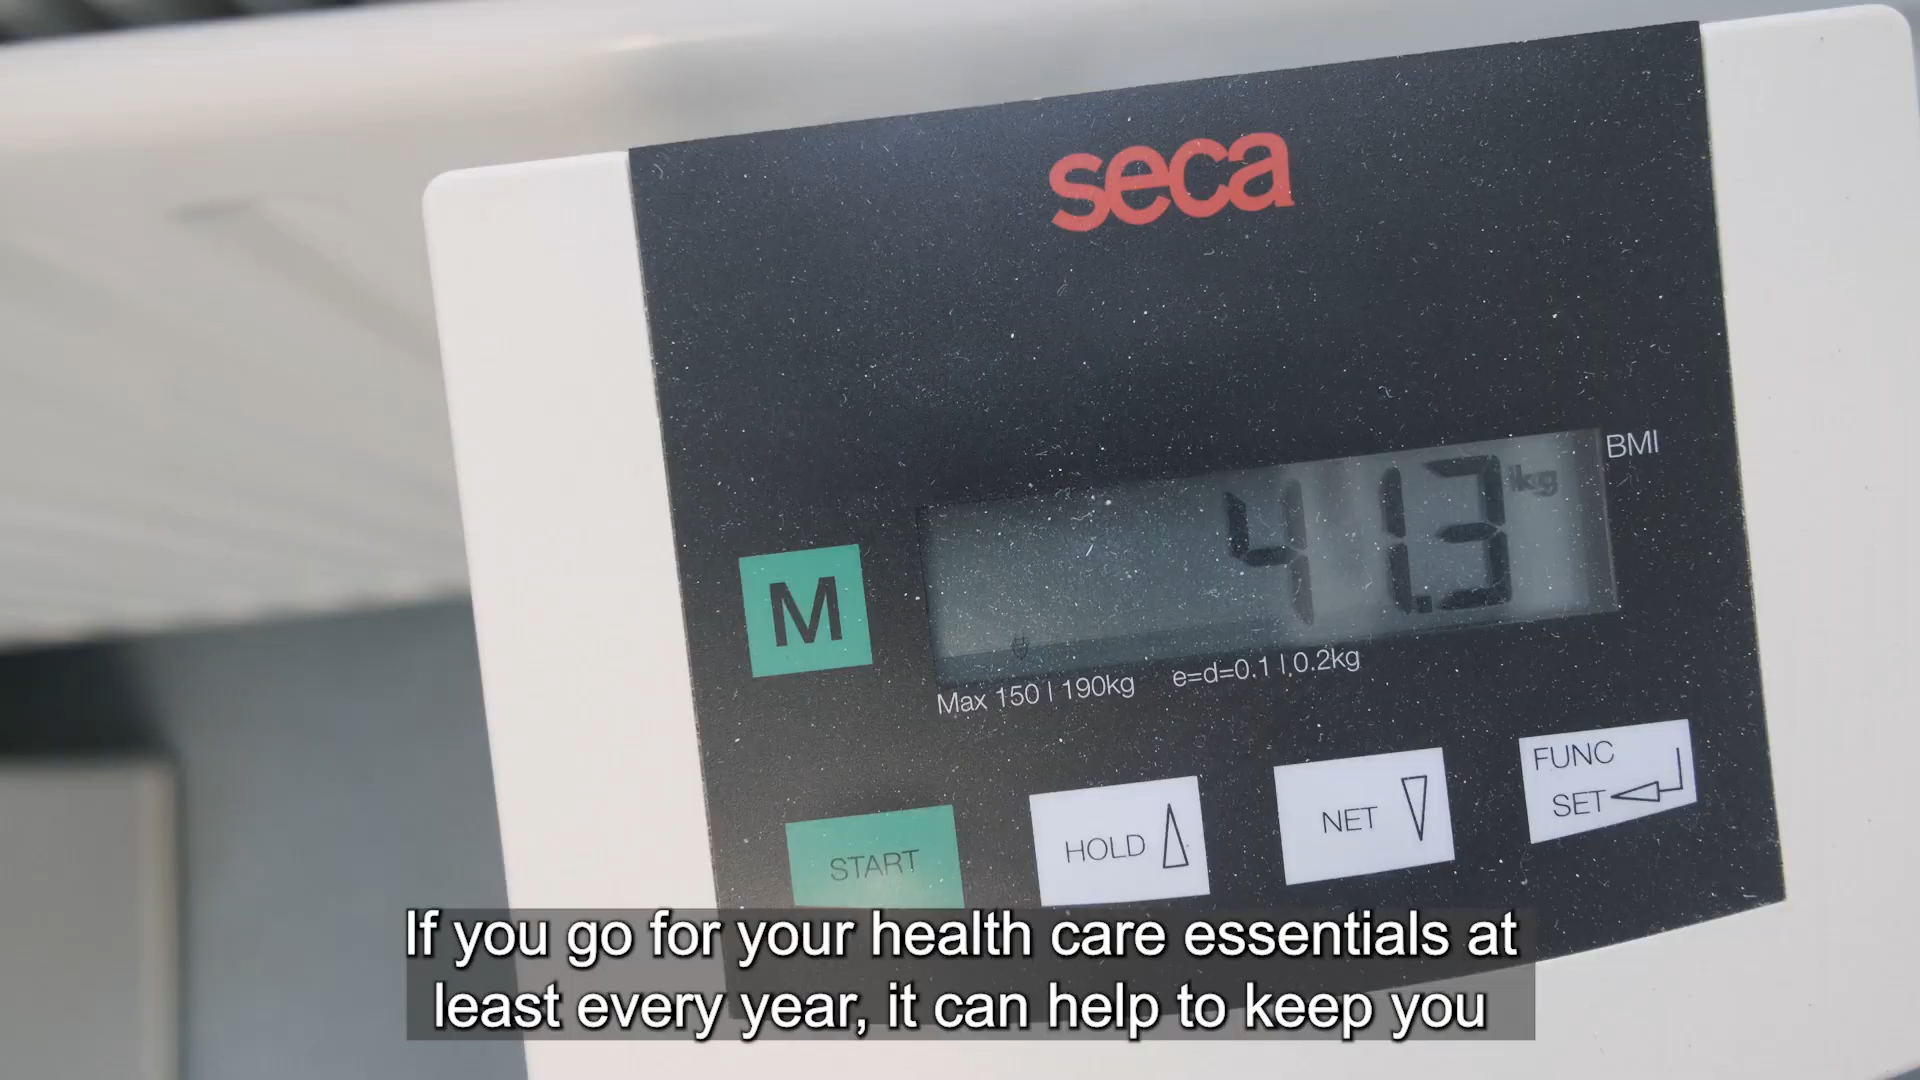 seca
BMI
41.3 kg
M
Max 150 | 190kg e=d=0.1 | 0.2kg
START
HOLD
NET
FUNC
SET
If you go for your health care essentials at
least every year, it can help to keep you